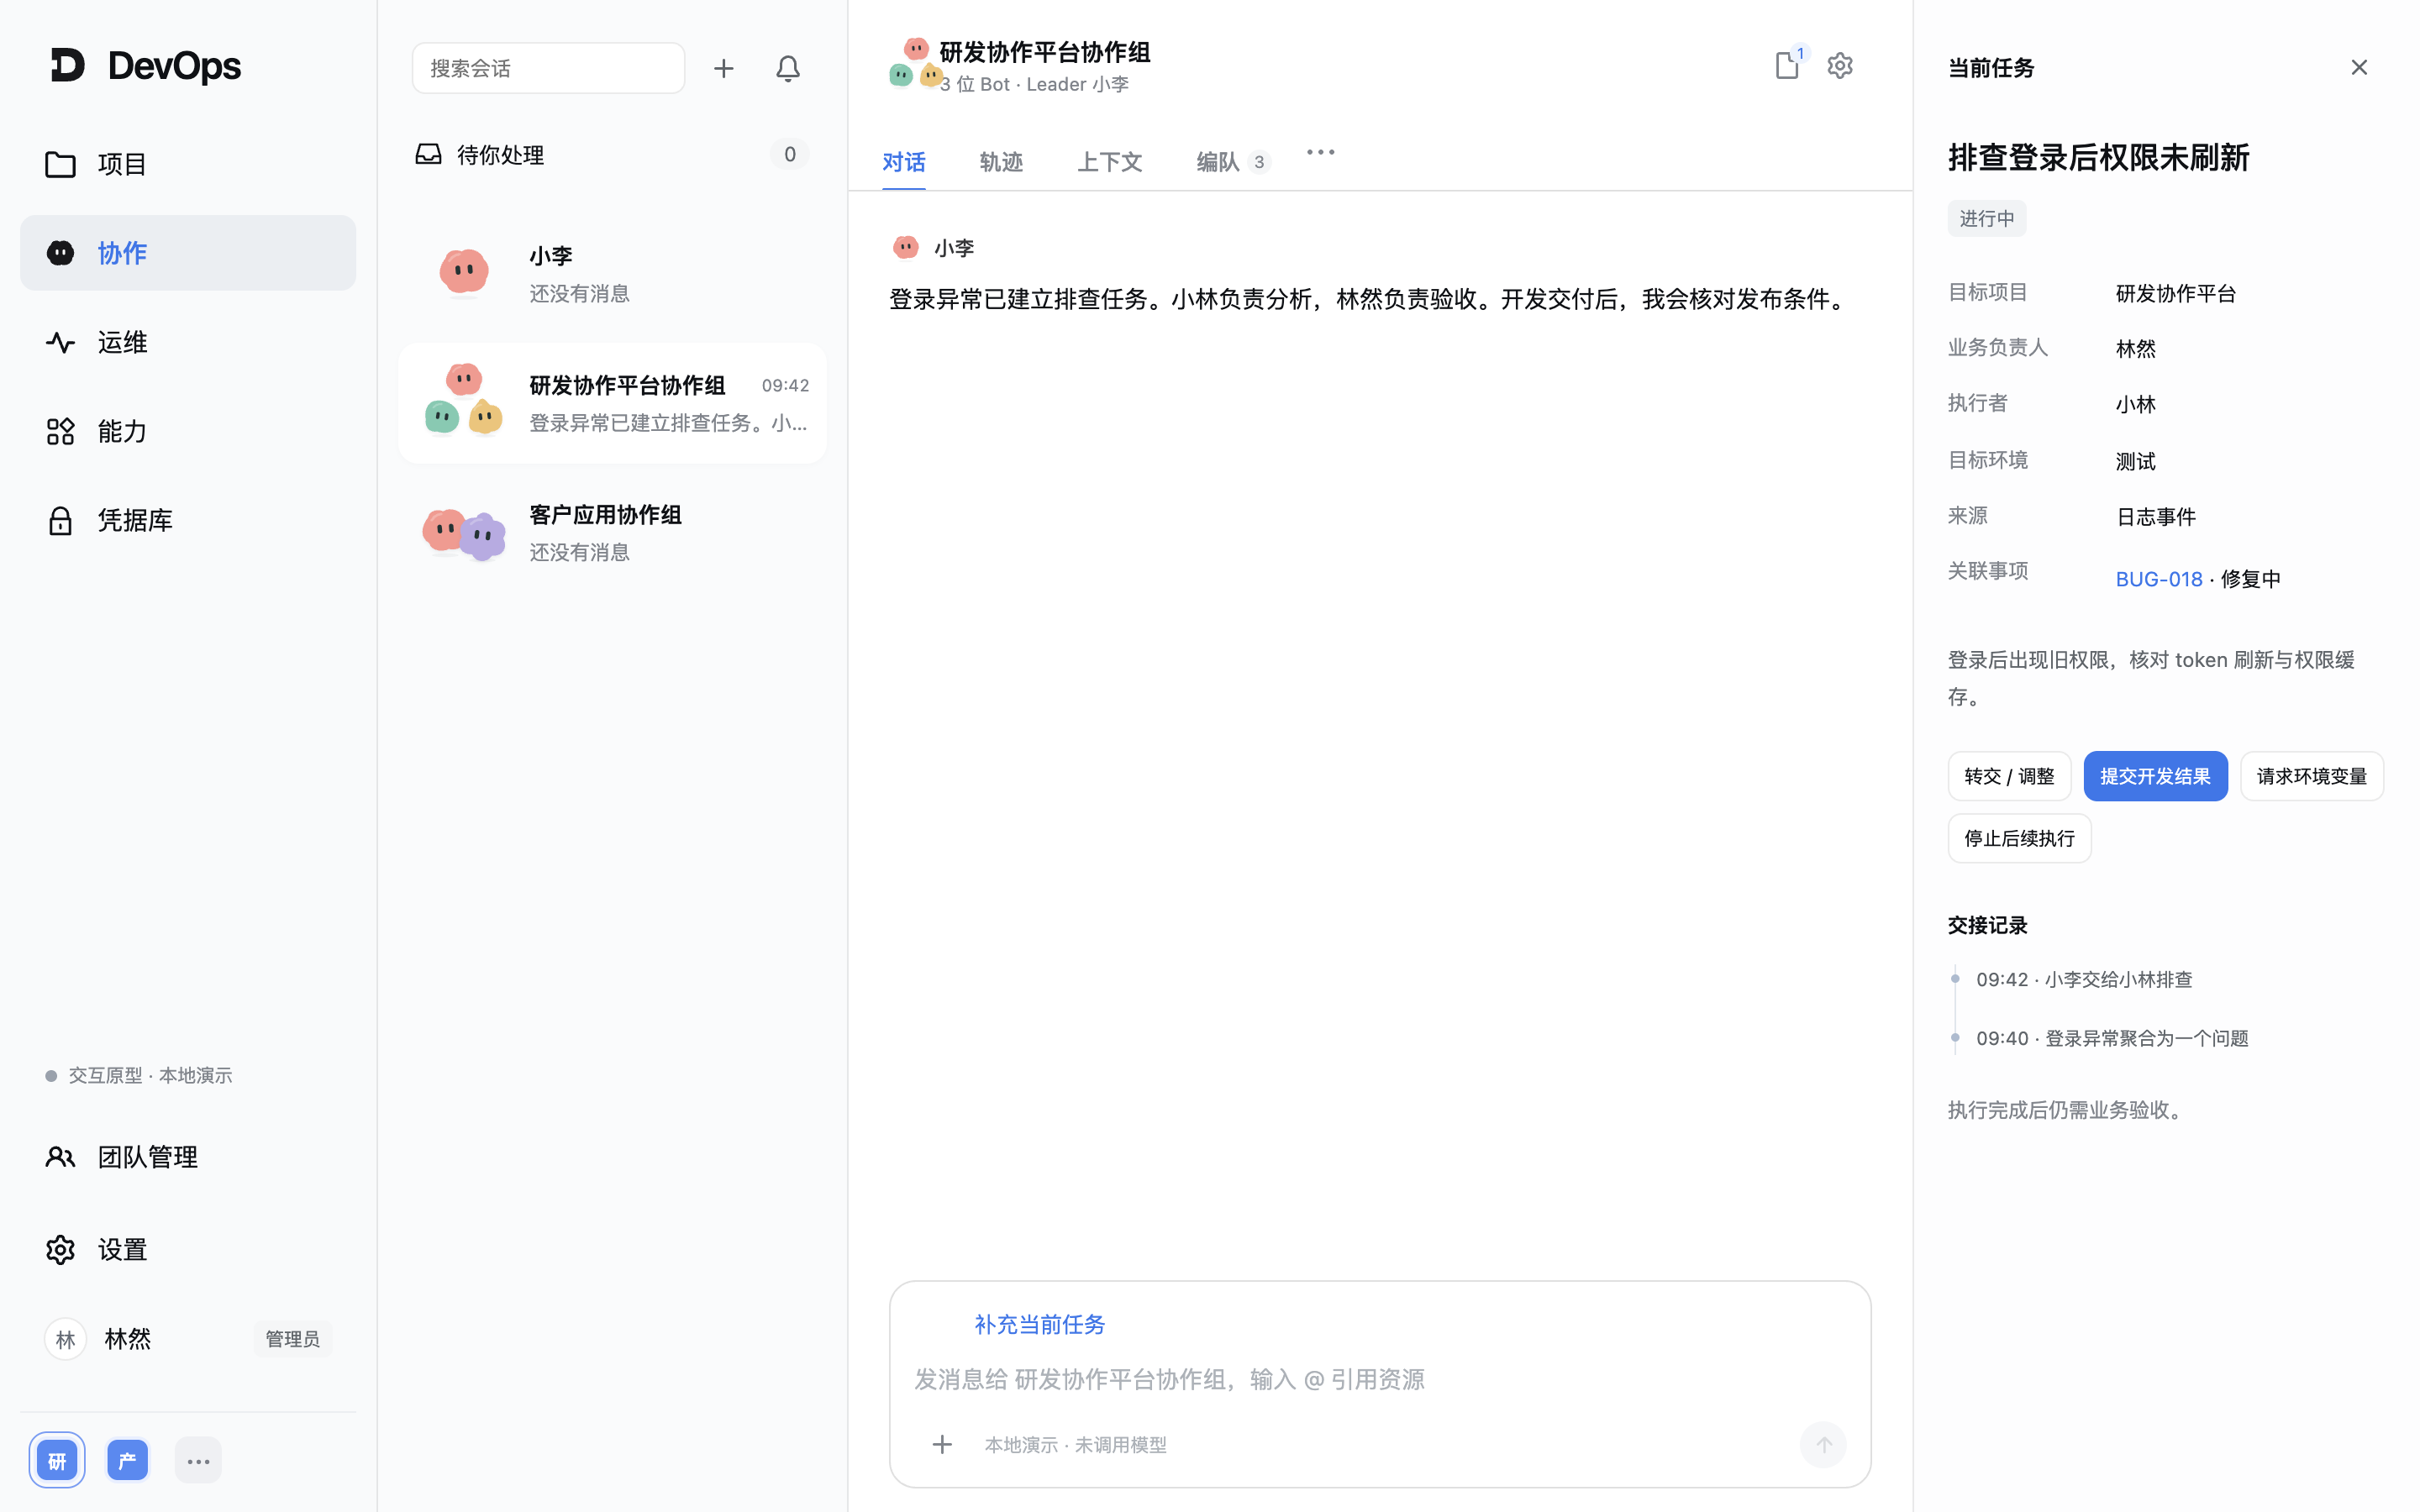 DevOps
项目
协作
运维
能力
凭据库
交互原型 · 本地演示
团队管理
设置
林
林然
管理员
研
产
搜索会话
待你处理
0
小李
还没有消息
研发协作平台协作组
09:42
登录异常已建立排查任务。小...
客户应用协作组
还没有消息
研发协作平台协作组
3 位 Bot · Leader 小李
1
对话
轨迹
上下文
编队 3
小李
登录异常已建立排查任务。小林负责分析，林然负责验收。开发交付后，我会核对发布条件。
补充当前任务
发消息给 研发协作平台协作组，输入 @ 引用资源
本地演示 · 未调用模型
当前任务
排查登录后权限未刷新
进行中
目标项目 研发协作平台
业务负责人 林然
执行者 小林
目标环境 测试
来源 日志事件
关联事项 BUG-018 · 修复中
登录后出现旧权限，核对 token 刷新与权限缓
存。
转交 / 调整
提交开发结果
请求环境变量
停止后续执行
交接记录
09:42 · 小李交给小林排查
09:40 · 登录异常聚合为一个问题
执行完成后仍需业务验收。